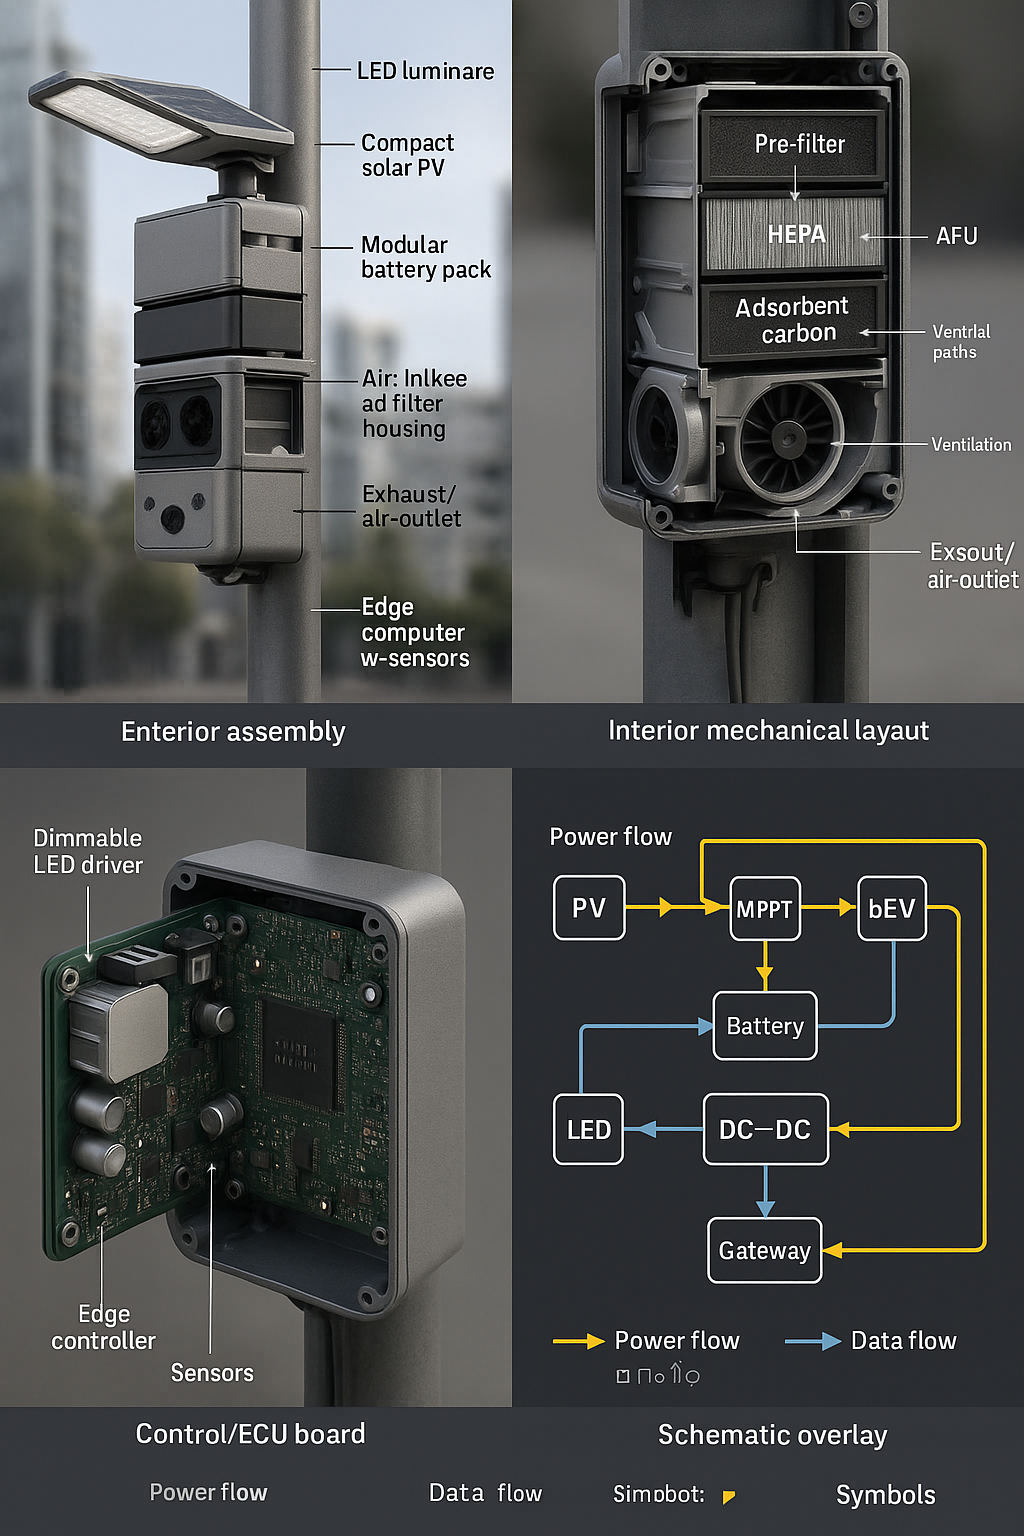 LED luminare
Compact
solar PV
Modular
battery pack
Air: Inlkee
ad filter
housing
Exhaust/
alr-outlet
Edge
computer
w-sensors
Enterior assembly
Pre-filter
HEPA
AFU
Adsorbent
carbon
Ventrlal
paths
Ventilation
Exsout/
air-outiet
Interior mechanical layaut
Dimmable
LED driver
Edge
controller
Sensors
Control/ECU board
Power flow
PV
MPPT
bEV
Battery
LED
DC–DC
Gateway
Power flow
Data flow
Schematic overlay
Power flow
Data flow
Simpbot:
Symbols